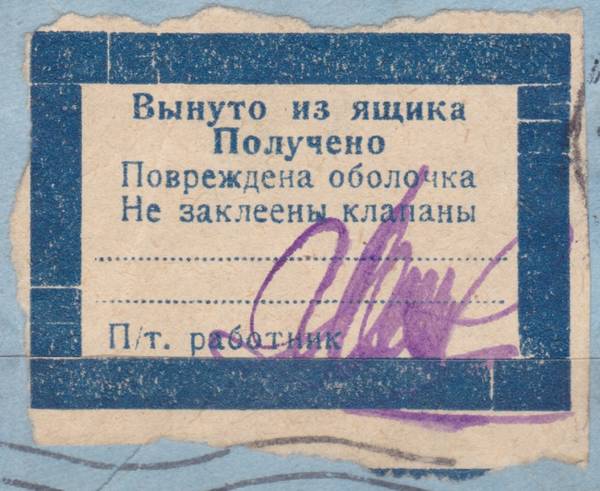 Вынуто из ящика
Получено
Повреждена оболочка
Не заклеены клапаны
П/т. работник